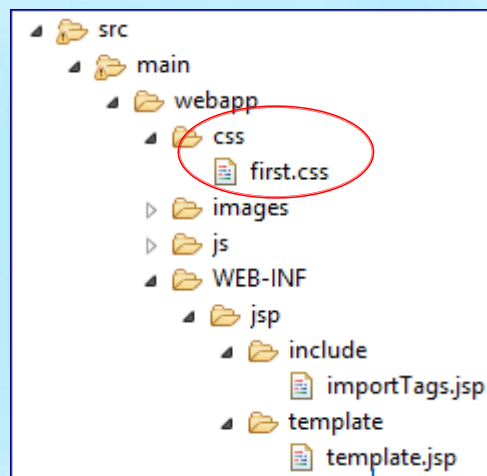 src
main
webapp
css
first.css
images
js
WEB-INF
jsp
include
importTags.jsp
template
template.jsp